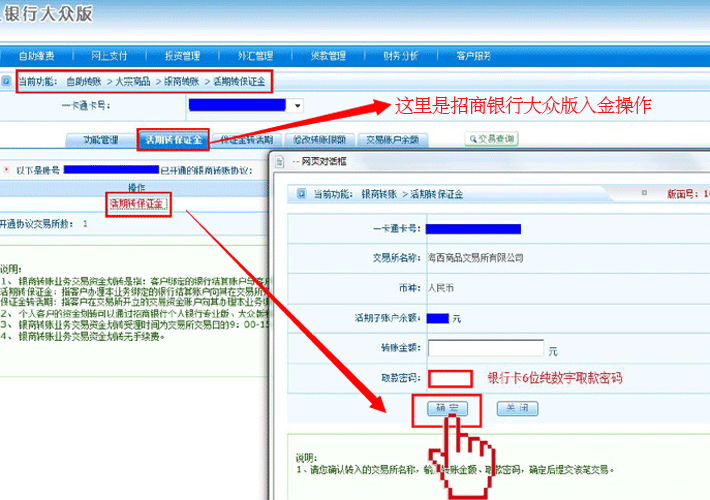 银行大众版
自助缴费 网上支付 投资管理 外汇管理 贷款管理 财务分析 客户服务
当前功能： 自助转账 > 大宗商品 > 银商转账 > 活期转保证金
一卡通卡号：
这里是招商银行大众版入金操作
功能管理 活期转保证金 保证金转活期 修改转账限额 交易账户余额 交易查询
以下是账号 已开通的银商转账协议：
操作
活期转保证金
开通协议交易所数： 1
说明：
1、 银商转账业务交易资金划转是指：客户绑定的银行结算账户与客户
活期转保证金：指客户办理本业务绑定的银行结算账户向其在交易所
保证金转活期：指客户在交易所开立的交易资金账户向其办理本业务绑
2、 个人客户的资金划转可以通过招商银行个人银行专业版、大众版和
3、 银商转账业务交易资金划转受理时间为交易所交易日的9：00-15
4、 银商转账业务交易资金划转无手续费。
-- 网页对话框
当前功能： 银商转账 > 活期转保证金 版面号：1
一卡通卡号：
交易所名称： 海西商品交易所有限公司
币种： 人民币
活期子账户余额： 元
转账金额： 元
取款密码： 银行卡6位纯数字取款密码
确 定 关 闭
说明：
1、请您确认转入的交易所名称，输 转账金额、取款密码，确定后提交该笔交易。